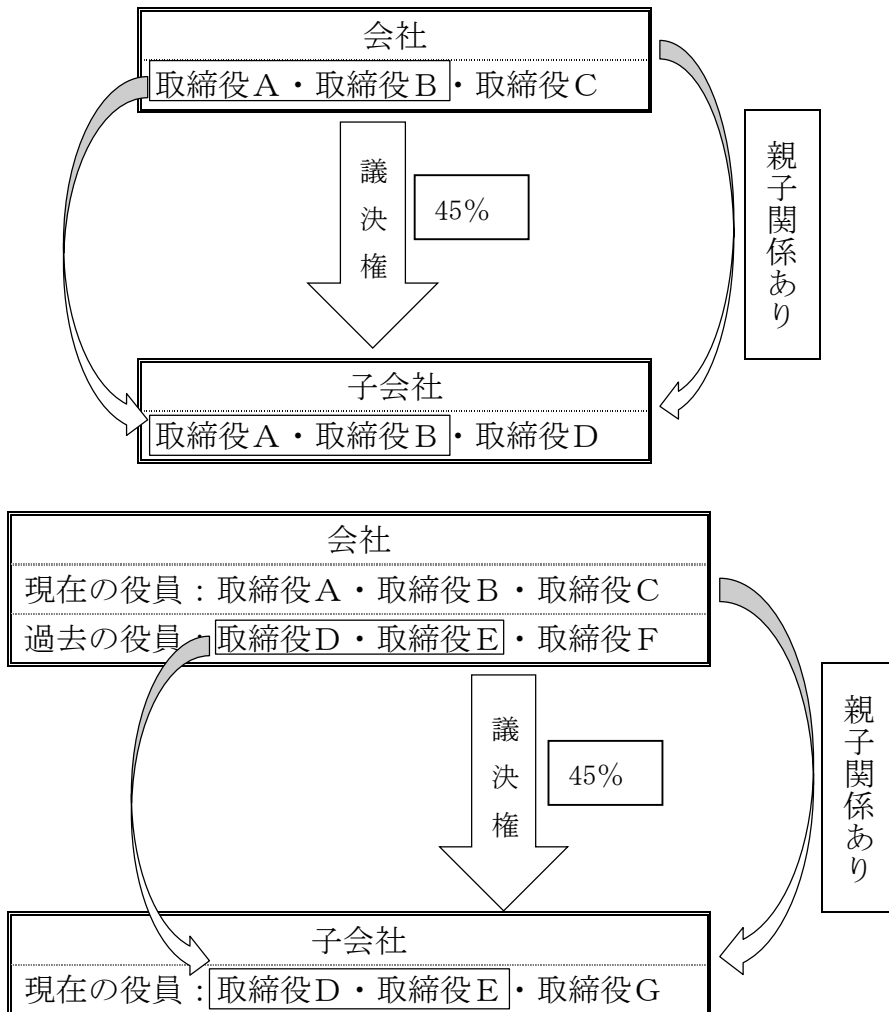 会社
取締役A・取締役B・取締役C
議決権
45%
親子関係あり
子会社
取締役A・取締役B・取締役D
会社
現在の役員：取締役A・取締役B・取締役C
過去の役員：取締役D・取締役E・取締役F
議決権
45%
親子関係あり
子会社
現在の役員：取締役D・取締役E・取締役G